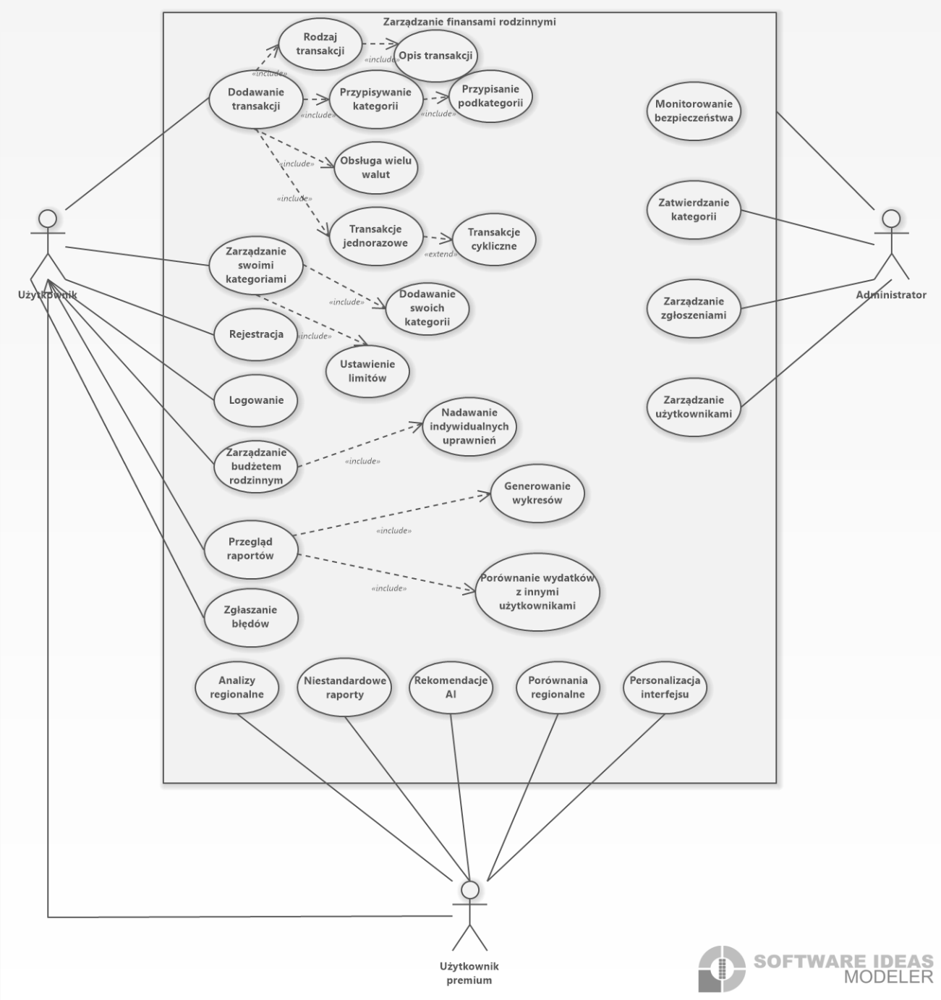 Zarządzanie finansami rodzinnymi
Rodzaj
transakcji
«include»
Opis transakcji
«include»
Dodawanie
transakcji
«include»
Przypisywanie
kategorii
«include»
Przypisanie
podkategorii
Monitorowanie
bezpieczeństwa
«include»
Obsługa wielu
walut
«include»
Zatwierdzanie
kategorii
Transakcje
jednorazowe
«extend»
Transakcje
cykliczne
Zarządzanie
swoimi
kategoriami
«include»
Dodawanie
swoich
kategorii
Użytkownik
Administrator
Zarządzanie
zgłoszeniami
Rejestracja
«include»
Ustawienie
limitów
Logowanie
Zarządzanie
użytkownikami
Nadawanie
indywidualnych
uprawnień
Zarządzanie
budżetem
rodzinnym
«include»
Generowanie
wykresów
«include»
Przegląd
raportów
«include»
Porównanie wydatków
z innymi
użytkownikami
Zgłaszanie
błędów
Analizy
regionalne
Niestandardowe
raporty
Rekomendacje
AI
Porównania
regionalne
Personalizacja
interfejsu
Użytkownik
premium
SOFTWARE IDEAS
MODELER